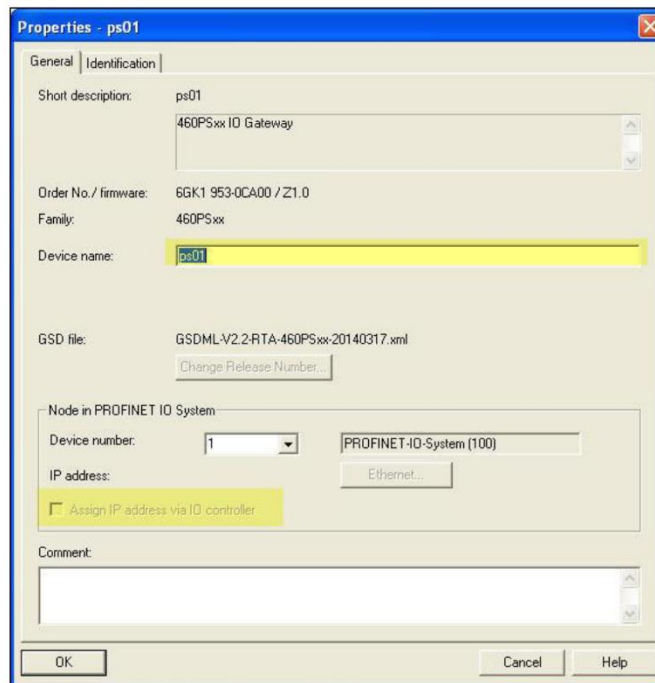 Properties - ps01
General
Identification
Short description: ps01
460PSxx IO Gateway
Order No./ firmware: 6GK1 953-0CA00 / Z1.0
Family: 460PSxx
Device name: ps01
GSD file: GSDML-V2.2-RTA-460PSxx-20140317.xml
Change Release Number...
Node in PROFINET IO System
Device number: 1 PROFINET-IO-System (100)
IP address: Ethernet...
Assign IP address via IO controller
Comment:
OK Cancel Help